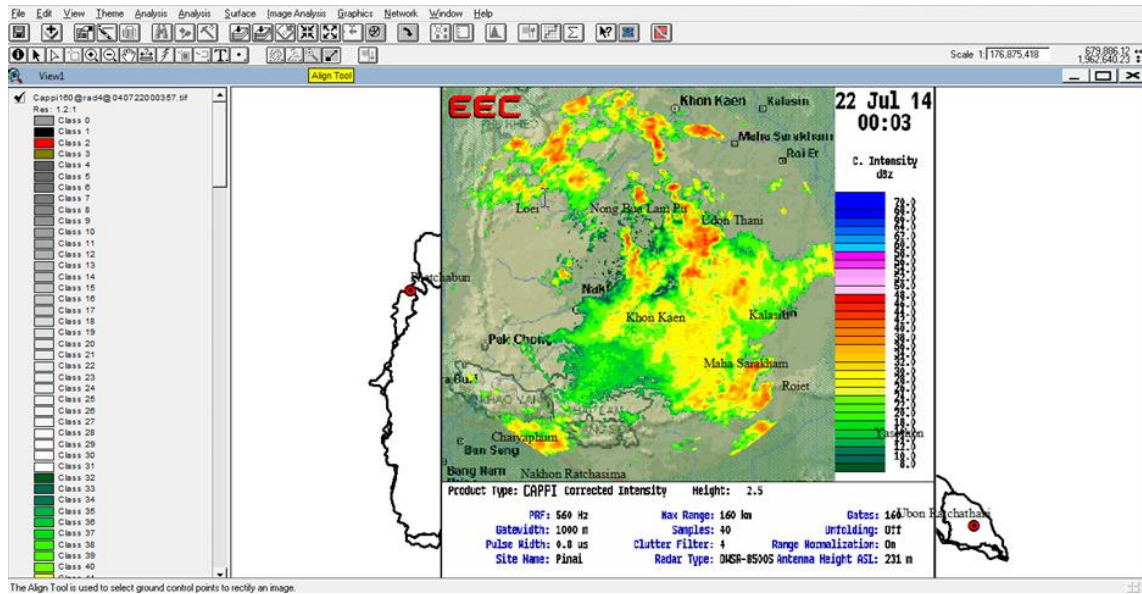 File Edit View Theme Analysis Analysis Surface Image Analysis Graphics Network Window Help
Scale 1: 176,875,418
679,886.12
1,962,640.23
View1
Align Tool
Cappi160@rad4@040722000357.tif
Res: 1.2:1
Class 0
Class 1
Class 2
Class 3
Class 4
Class 5
Class 6
Class 7
Class 8
Class 9
Class 10
Class 11
Class 12
Class 13
Class 14
Class 15
Class 16
Class 17
Class 18
Class 19
Class 20
Class 21
Class 22
Class 23
Class 24
Class 25
Class 26
Class 27
Class 28
Class 29
Class 30
Class 31
Class 32
Class 33
Class 34
Class 35
Class 36
Class 37
Class 38
Class 39
Class 40
EEC
Khon Kaen
Kalasin
Maha Sarakham
Roi Et
Loei
Nong Bua Lam Pu
Udon Thani
Khon Kaen
Pak Chong
Maha Sarakham
Roiet
Chaiyaphum
Ban Seng
Nakhon Ratchasima
22 Jul 14
00:03
C. Intensity
dBz
Ubon Ratchathani
Product Type: CAPPI Corrected Intensity Height: 2.5
PRF: 560 Hz Max Range: 160 km Gates: 160
Gatewidth: 1000 m Samples: 40 Unfolding: Off
Pulse Width: 0.8 us Clutter Filter: 4 Range Normalization: On
Site Name: Pinai Radar Type: DWSR-8500S Antenna Height ASL: 231 m
The Align Tool is used to select ground control points to rectify an image.